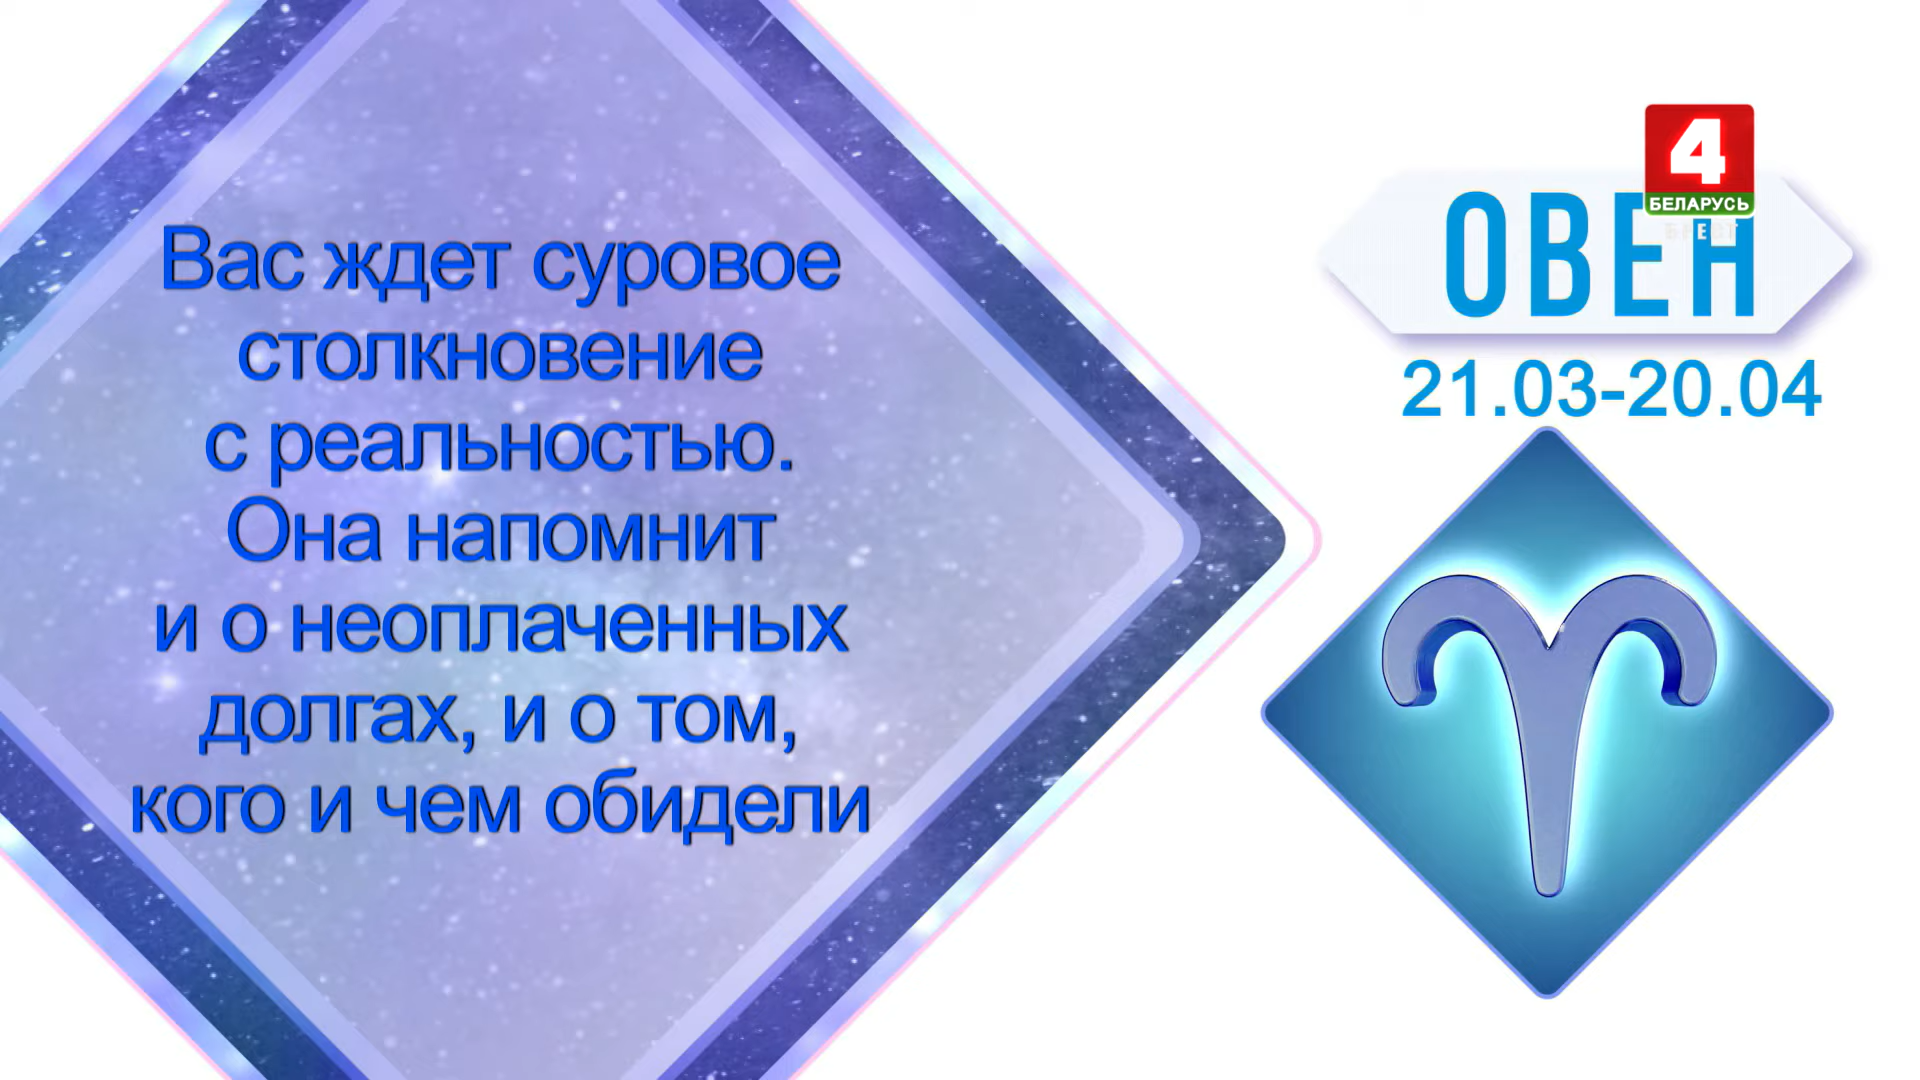 Вас ждет суровое
столкновение
с реальностью.
Она напомнит
и о неоплаченных
долгах, и о том,
кого и чем обидели
4
БЕЛАРУСЬ
БРЕСТ
ОВЕН
21.03-20.04